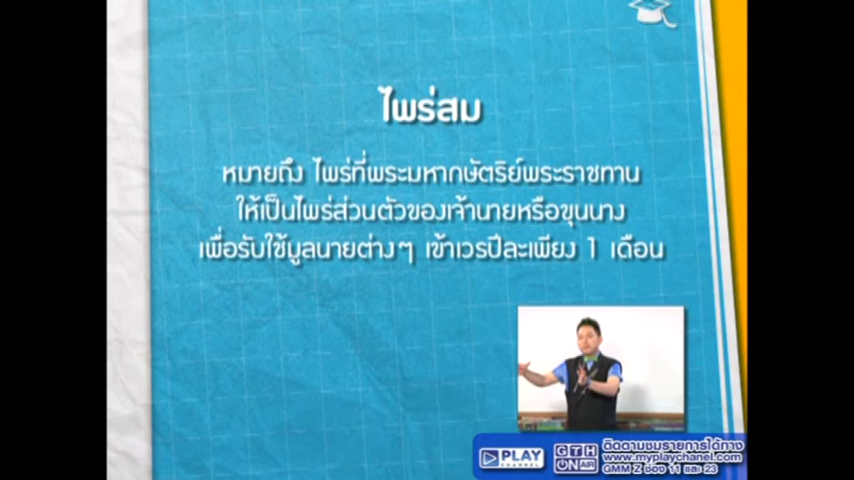 ไพร่สม
หมายถึง ไพร่ที่พระมหากษัตริย์พระราชทาน
ให้เป็นไพร่ส่วนตัวของเจ้านายหรือขุนนาง
เพื่อรับใช้มูลนายต่างๆ เข้าเวรปีละเพียง 1 เดือน
PLAY
CHANNEL
GTH
ON AIR
ติดตามชมรายการได้ทาง
www.myplaychanel.com
GMM Z ช่อง 11 และ 23